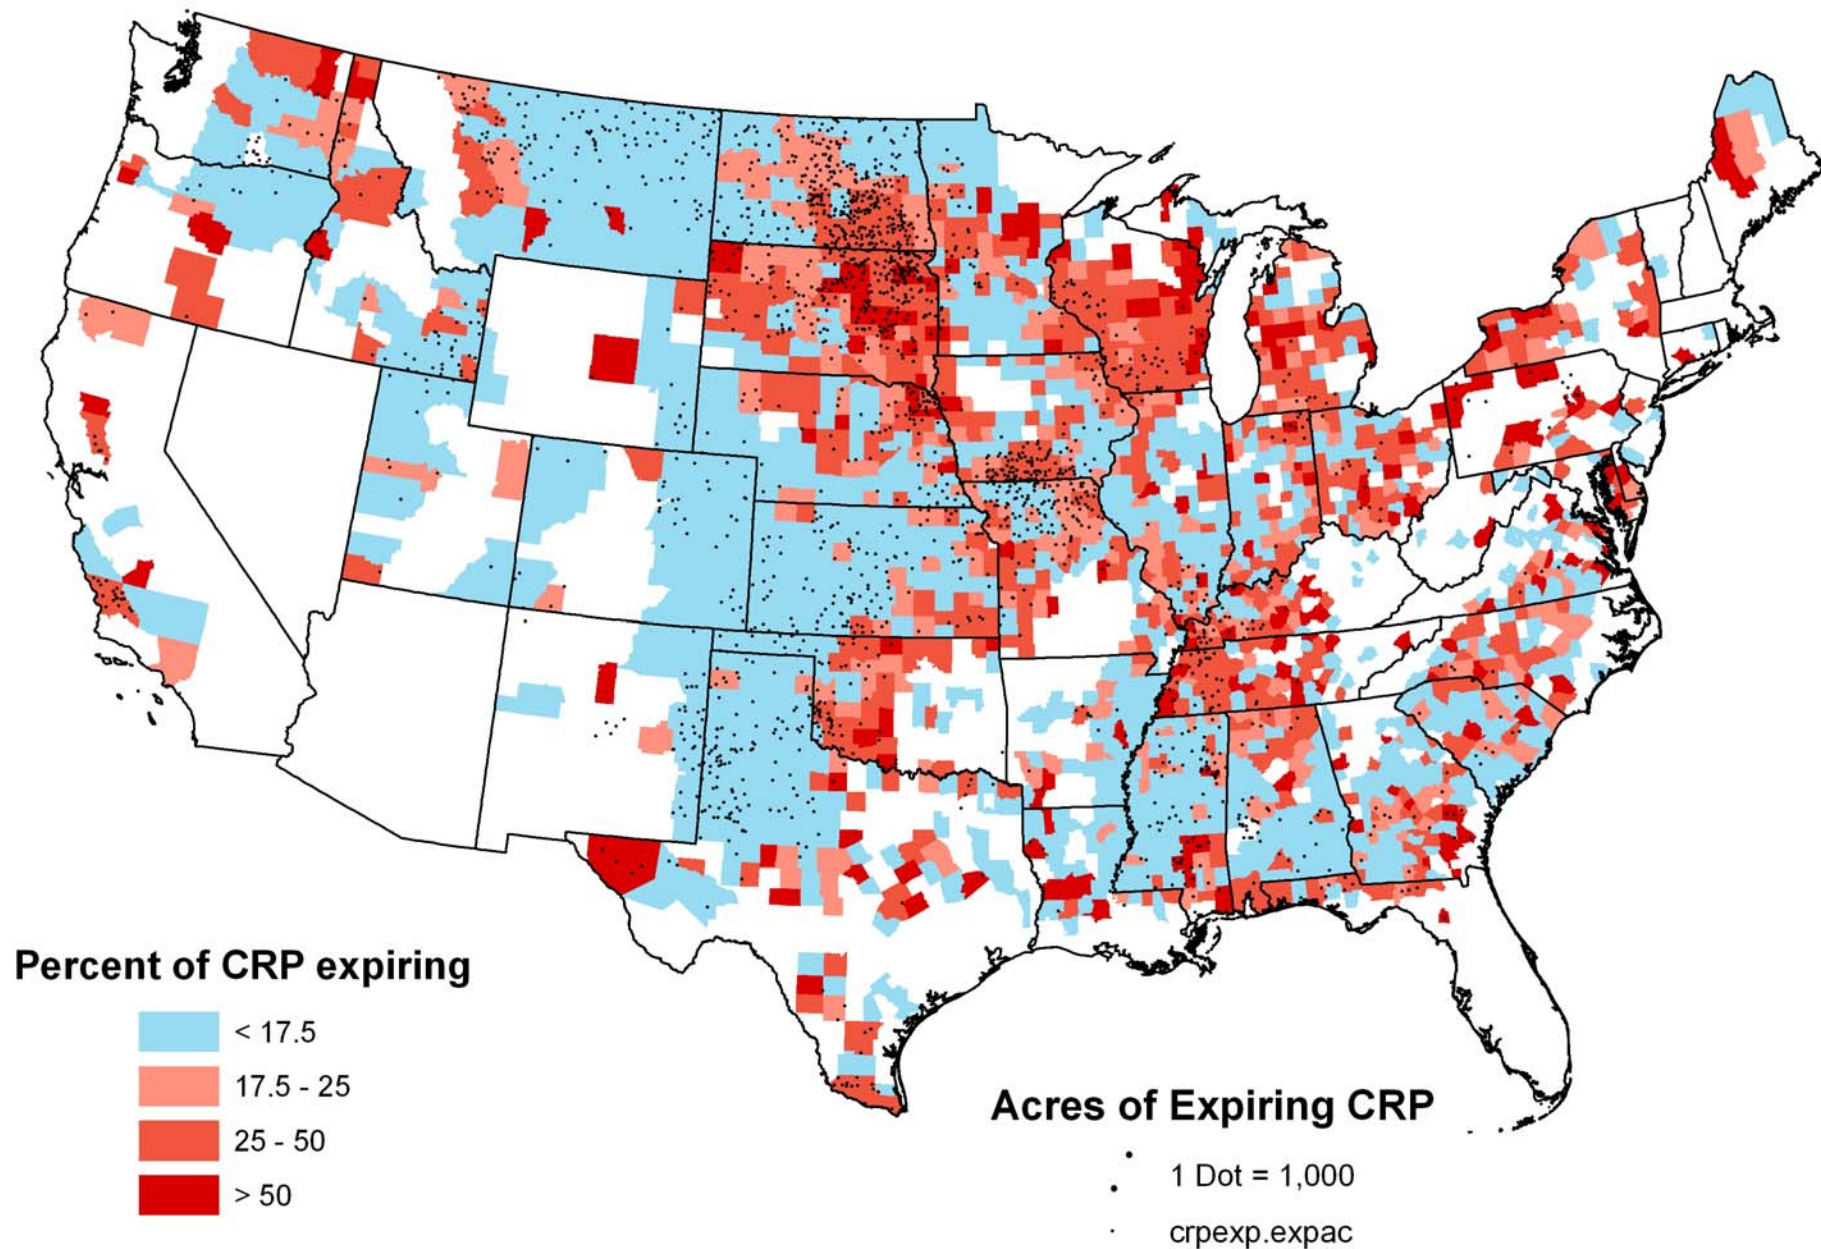 Percent of CRP expiring
< 17.5
17.5 - 25
25 - 50
> 50
Acres of Expiring CRP
1 Dot = 1,000
crpexp.expac